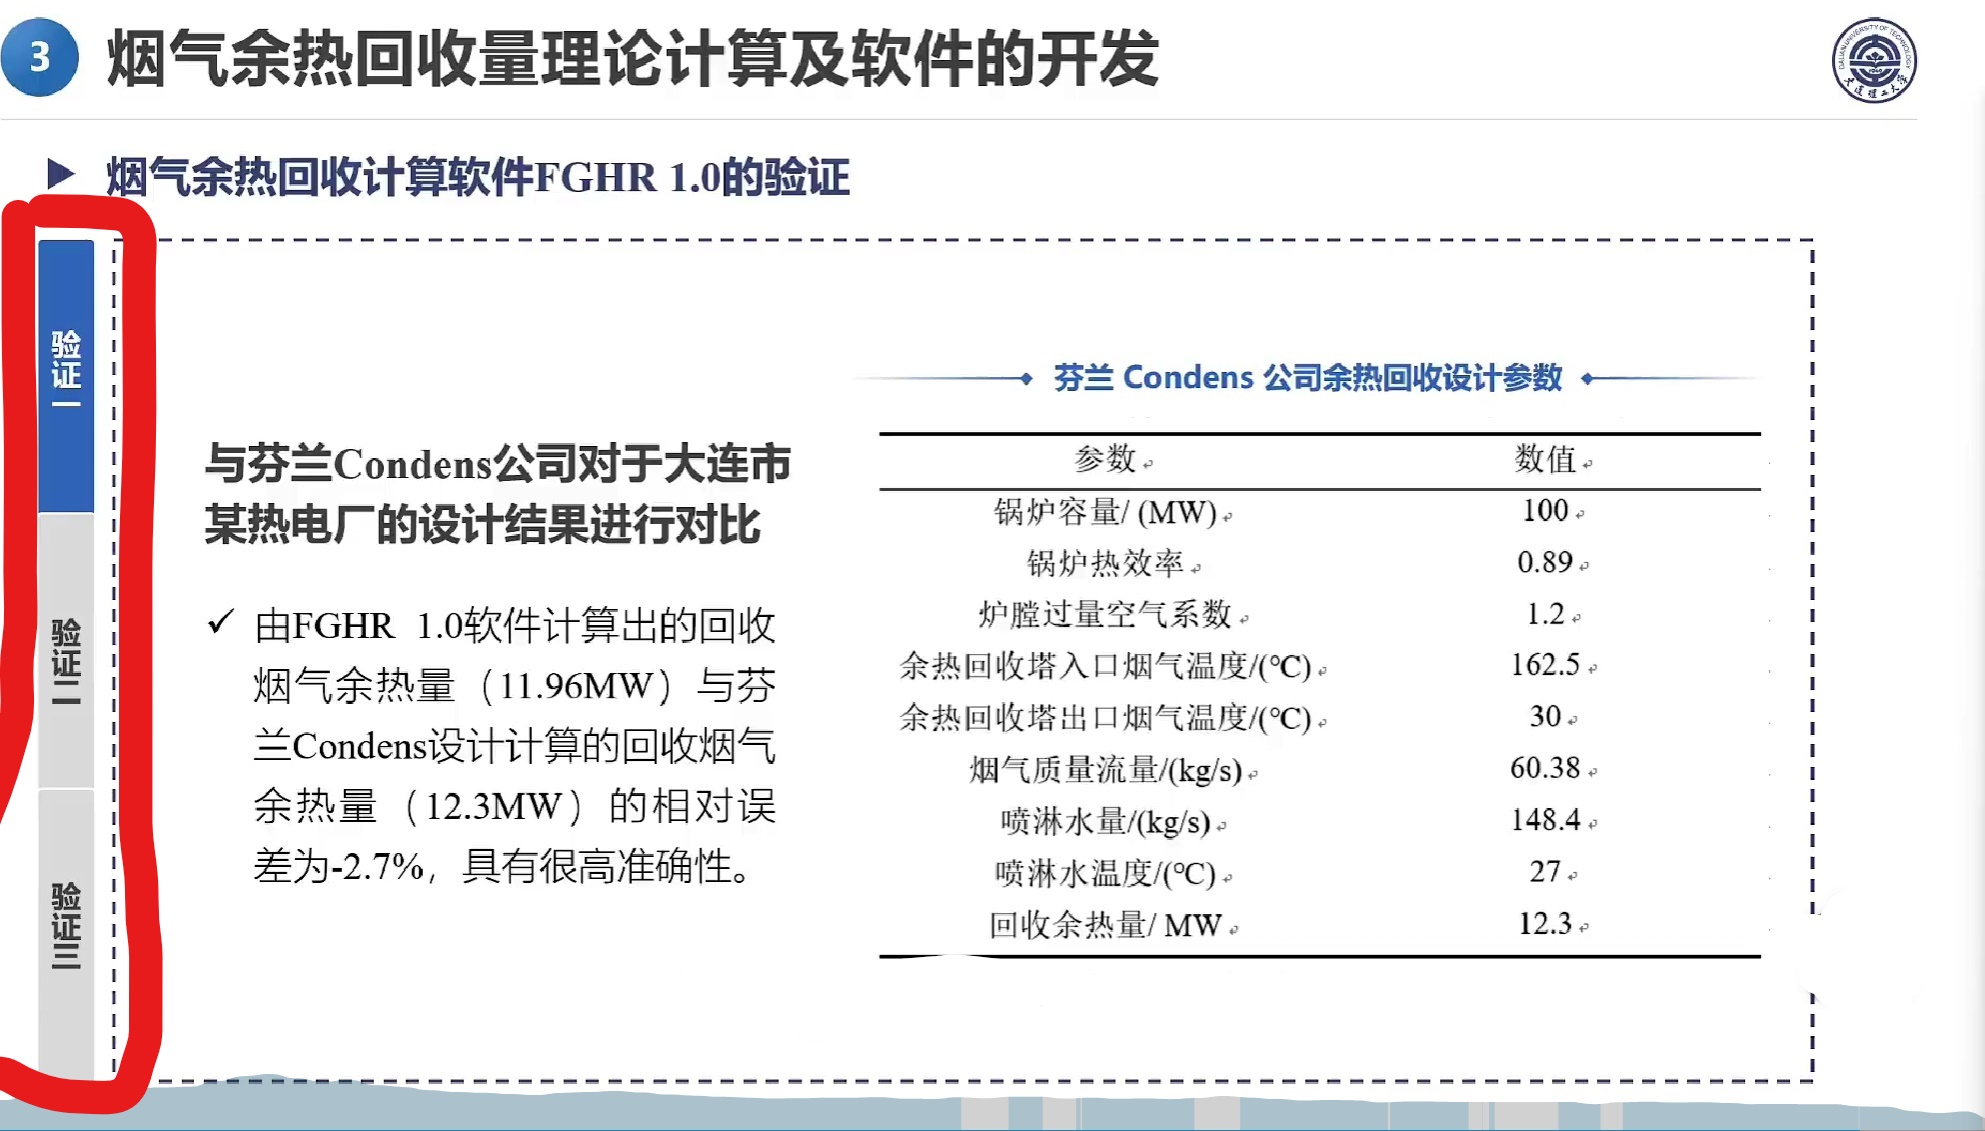 3
烟气余热回收量理论计算及软件的开发
DALIAN UNIVERSITY OF TECHNOLOGY
1949
大连理工大学
烟气余热回收计算软件FGHR 1.0的验证
验证一
验证二
验证三
与芬兰Condens公司对于大连市
某热电厂的设计结果进行对比
✓ 由FGHR 1.0软件计算出的回收
烟气余热量（11.96MW）与芬
兰Condens设计计算的回收烟气
余热量（12.3MW）的相对误
差为-2.7%，具有很高准确性。
芬兰 Condens 公司余热回收设计参数
参数 数值
锅炉容量/ (MW) 100
锅炉热效率 0.89
炉膛过量空气系数 1.2
余热回收塔入口烟气温度/(℃) 162.5
余热回收塔出口烟气温度/(℃) 30
烟气质量流量/(kg/s) 60.38
喷淋水量/(kg/s) 148.4
喷淋水温度/(℃) 27
回收余热量/ MW 12.3